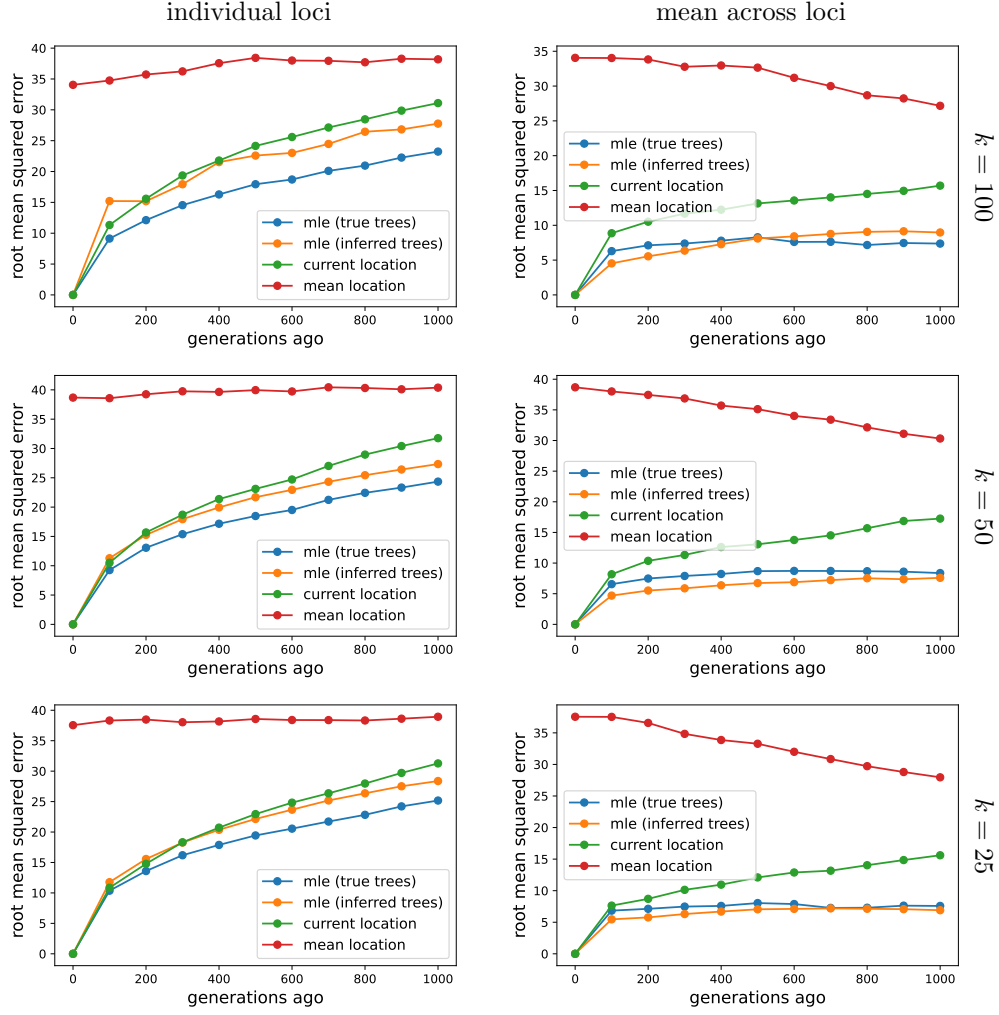 individual loci
mean across loci
root mean squared error
40
35
30
25
20
15
10
5
0
mle (true trees)
mle (inferred trees)
current location
mean location
0 200 400 600 800 1000
generations ago
root mean squared error
35
30
25
20
15
10
5
0
mle (true trees)
mle (inferred trees)
current location
mean location
0 200 400 600 800 1000
generations ago
k = 100
root mean squared error
40
35
30
25
20
15
10
5
0
mle (true trees)
mle (inferred trees)
current location
mean location
0 200 400 600 800 1000
generations ago
root mean squared error
40
35
30
25
20
15
10
5
0
mle (true trees)
mle (inferred trees)
current location
mean location
0 200 400 600 800 1000
generations ago
k = 50
root mean squared error
40
35
30
25
20
15
10
5
0
mle (true trees)
mle (inferred trees)
current location
mean location
0 200 400 600 800 1000
generations ago
root mean squared error
35
30
25
20
15
10
5
0
mle (true trees)
mle (inferred trees)
current location
mean location
0 200 400 600 800 1000
generations ago
k = 25